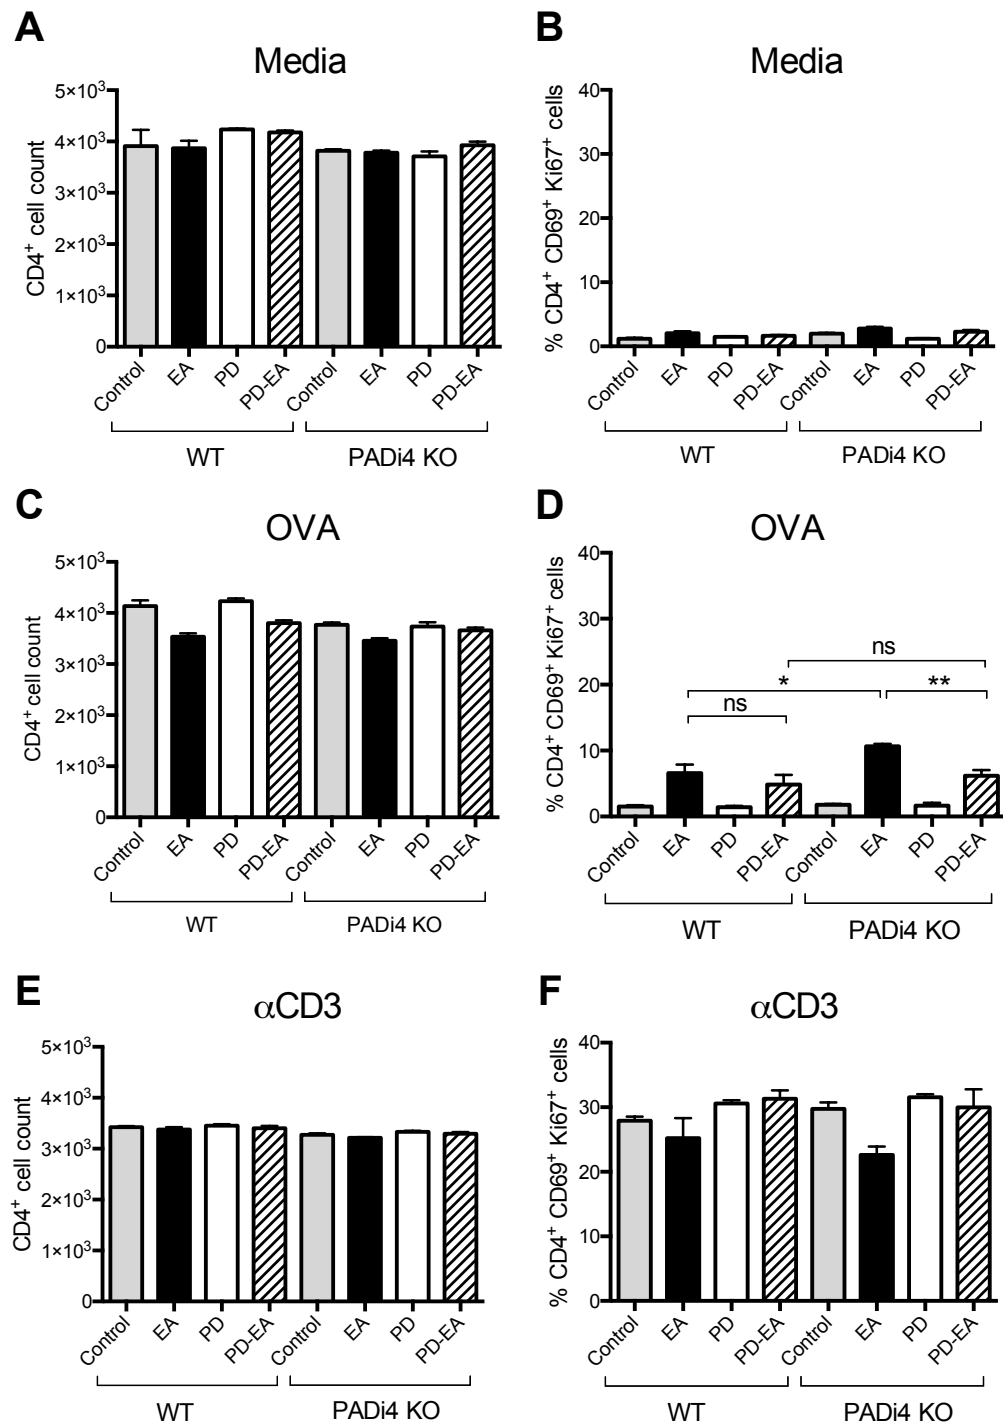 A
Media
CD4⁺ cell count
5×10³
4×10³
3×10³
2×10³
1×10³
0
Control
EA
PD
PD-EA
Control
EA
PD
PD-EA
WT
PADi4 KO
B
Media
% CD4⁺ CD69⁺ Ki67⁺ cells
40
30
20
10
0
Control
EA
PD
PD-EA
Control
EA
PD
PD-EA
WT
PADi4 KO
C
OVA
CD4⁺ cell count
5×10³
4×10³
3×10³
2×10³
1×10³
0
Control
EA
PD
PD-EA
Control
EA
PD
PD-EA
WT
PADi4 KO
D
OVA
% CD4⁺ CD69⁺ Ki67⁺ cells
40
30
20
10
0
ns
*
**
ns
Control
EA
PD
PD-EA
Control
EA
PD
PD-EA
WT
PADi4 KO
E
αCD3
CD4⁺ cell count
5×10³
4×10³
3×10³
2×10³
1×10³
0
Control
EA
PD
PD-EA
Control
EA
PD
PD-EA
WT
PADi4 KO
F
αCD3
% CD4⁺ CD69⁺ Ki67⁺ cells
40
30
20
10
0
Control
EA
PD
PD-EA
Control
EA
PD
PD-EA
WT
PADi4 KO